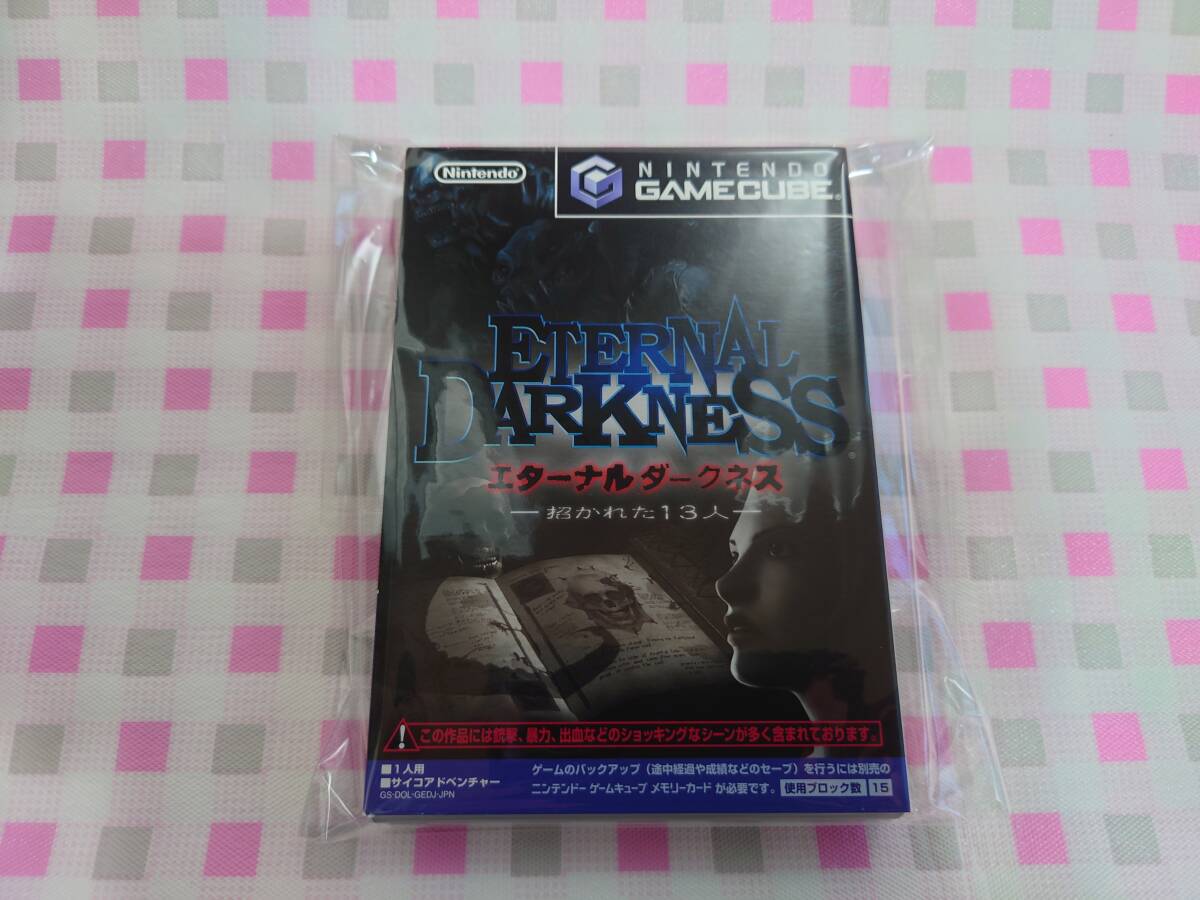 Nintendo
NINTENDO
GAMECUBE®
ETERNAL
DARKNESS®
エターナルダークネス
―招かれた13人―
この作品には銃撃、暴力、出血などのショッキングなシーンが多く含まれております。
■1人用
■サイコアドベンチャー
GS-DOL-GEDJ-JPN
ゲームのバックアップ（途中経過や成績などのセーブ）を行うには別売の
ニンテンドー ゲームキューブ メモリーカード が必要です。 使用ブロック数 15